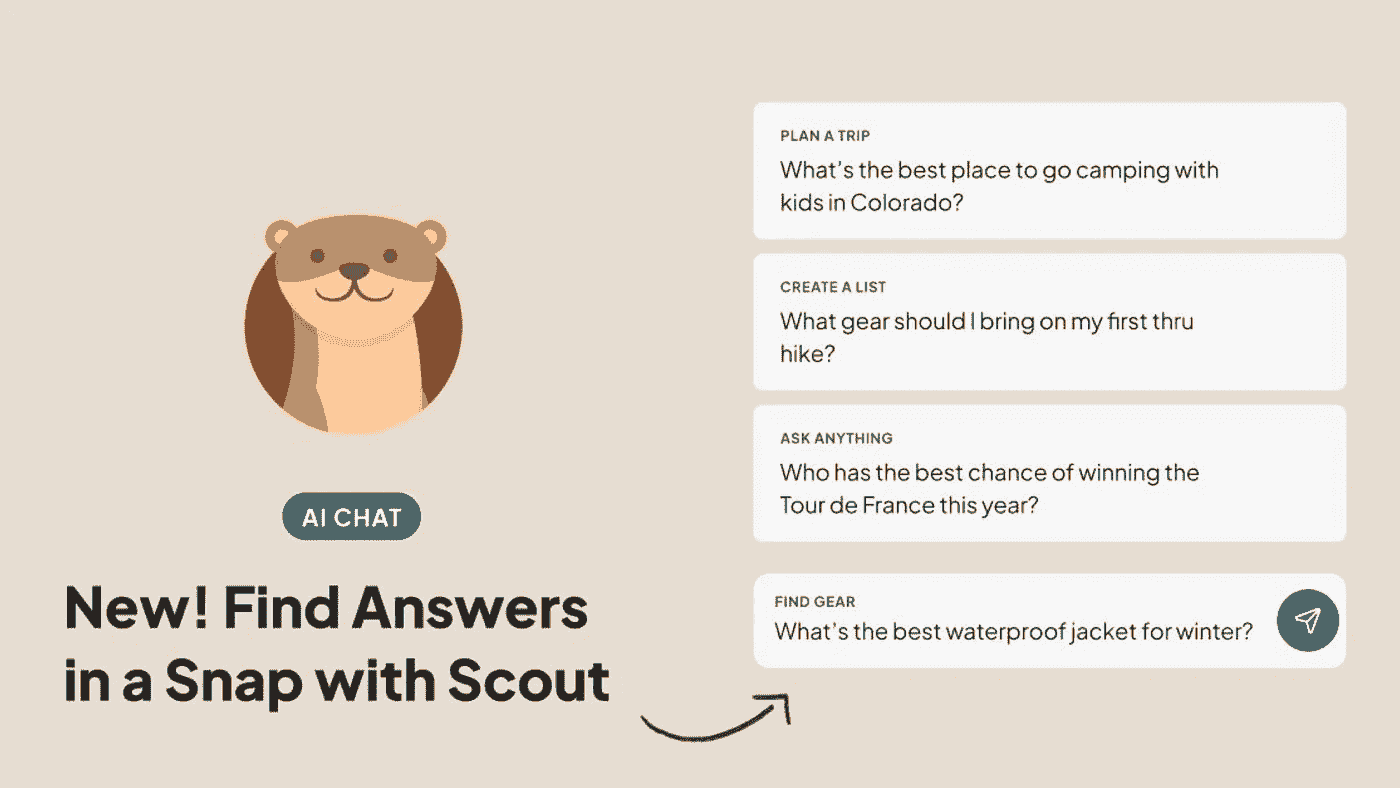 AI CHAT
New! Find Answers
in a Snap with Scout
PLAN A TRIP
What's the best place to go camping with
kids in Colorado?
CREATE A LIST
What gear should I bring on my first thru
hike?
ASK ANYTHING
Who has the best chance of winning the
Tour de France this year?
FIND GEAR
What's the best waterproof jacket for winter?